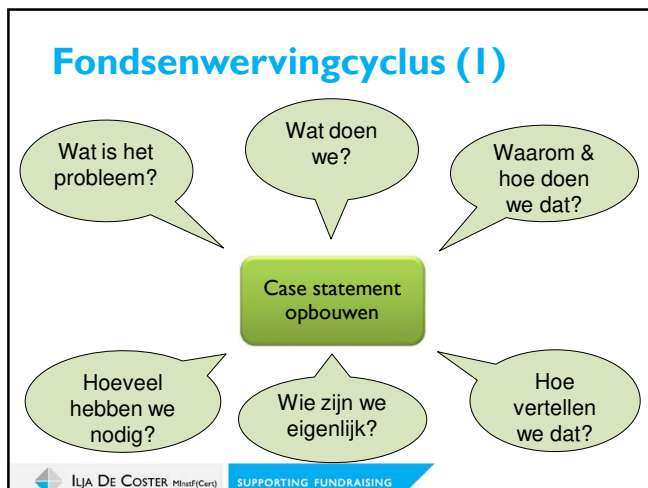 Fondsenwervingcyclus (1)
Wat is het
probleem?
Wat doen
we?
Waarom &
hoe doen
we dat?
Case statement
opbouwen
Hoeveel
hebben we
nodig?
Wie zijn we
eigenlijk?
Hoe
vertellen
we dat?
ILJA DE COSTER MInstF(Cert)
SUPPORTING FUNDRAISING